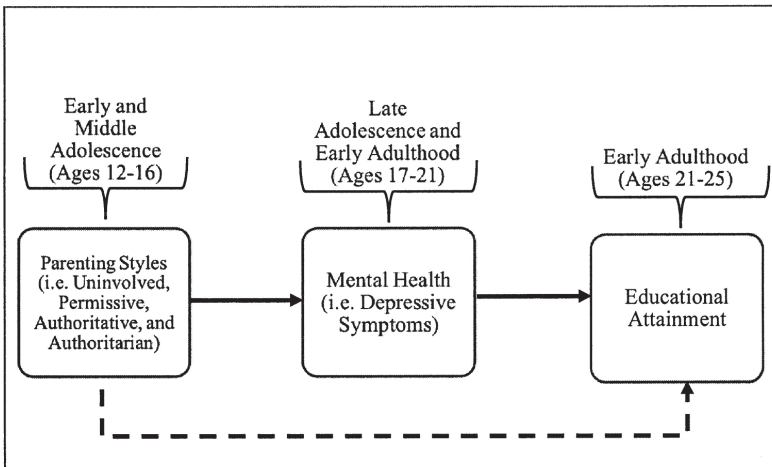 Early and
Middle
Adolescence
(Ages 12-16)
Late
Adolescence and
Early Adulthood
(Ages 17-21)
Early Adulthood
(Ages 21-25)
Parenting Styles
(i.e. Uninvolved,
Permissive,
Authoritative, and
Authoritarian)
Mental Health
(i.e. Depressive
Symptoms)
Educational
Attainment